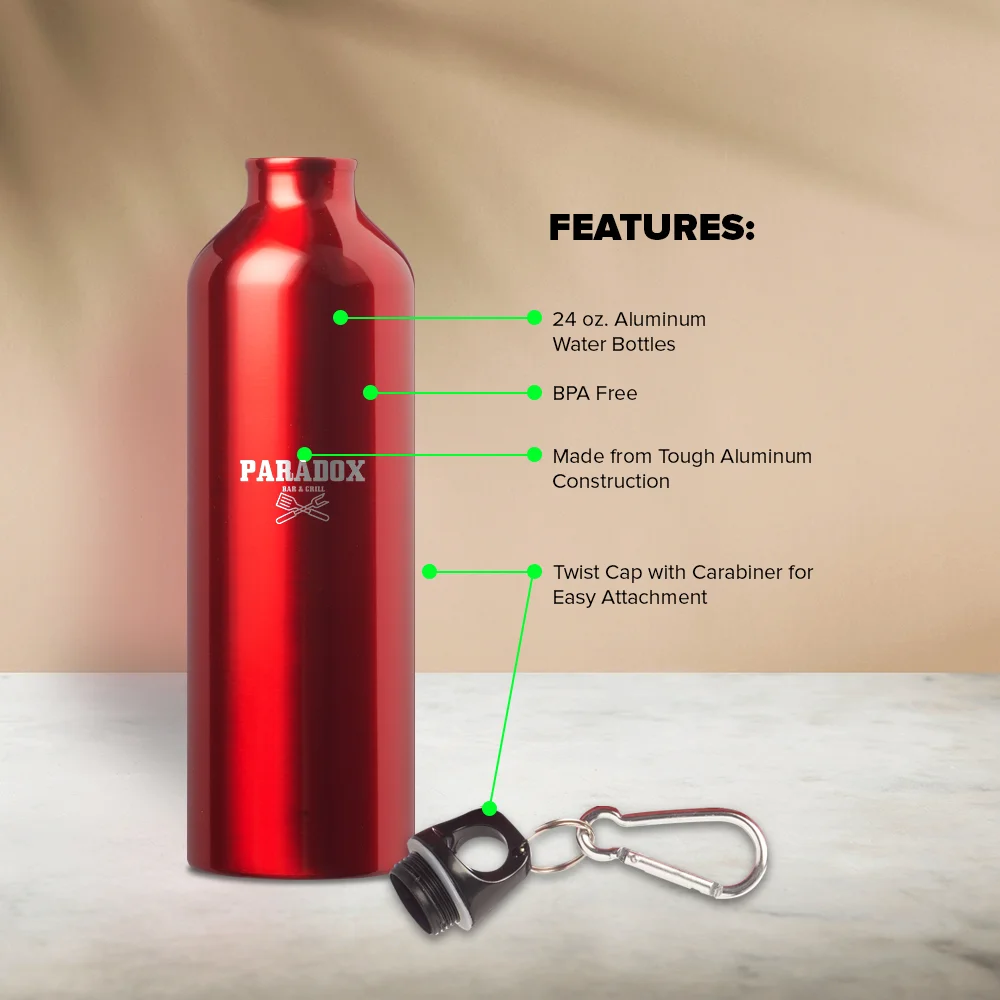 FEATURES:
24 oz. Aluminum
Water Bottles
BPA Free
PARADOX
BAR & GRILL
Made from Tough Aluminum
Construction
Twist Cap with Carabiner for
Easy Attachment